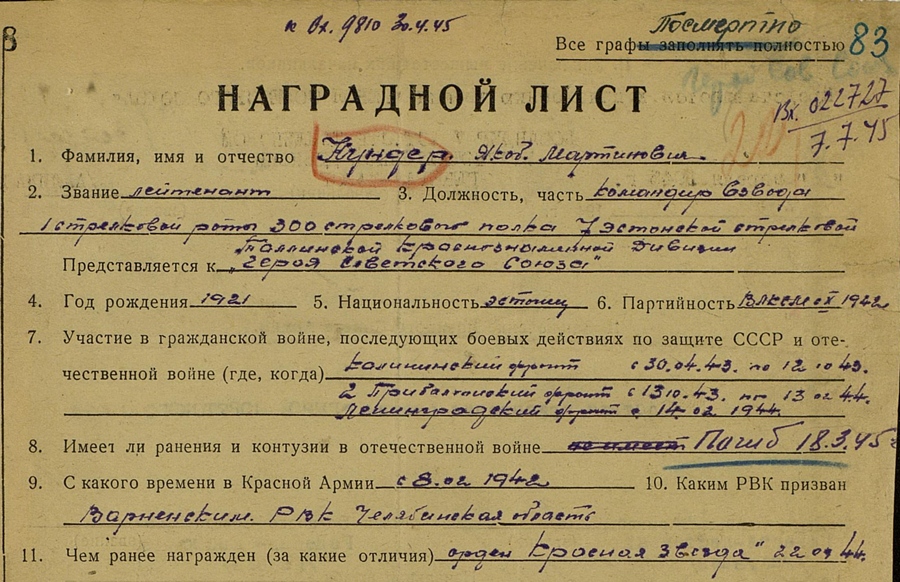 к Вх. 9810 30.4.45
Посмертно
Все графы заполнять полностью 83
8
НАГРАДНОЙ ЛИСТ
Вх. 022727
7.7.45
1. Фамилия, имя и отчество Кундер Якоб Мартинович
2. Звание лейтенант 3. Должность, часть командир взвода
1 стрелковой роты 300 стрелкового полка 7 эстонской стрелковой
Таллинской Краснознаменной Дивизии
Представляется к „Героя Советского Союза“
4. Год рождения 1921 5. Национальность эстонец 6. Партийность ВЛКСМ 1942
7. Участие в гражданской войне, последующих боевых действиях по защите СССР и оте-
чественной войне (где, когда) Калининский фронт с 30.04.43. по 12.10.43.
2 Прибалтийский фронт с 13.10.43. по 13 02 44.
Ленинградский фронт с 14.02 1944
8. Имеет ли ранения и контузии в отечественной войне не имеет Погиб 18.3.45
9. С какого времени в Красной Армии с 8.02 1942 10. Каким РВК призван
Варненским РВК Челябинская область
11. Чем ранее награжден (за какие отличия) орден Красная Звезда“ 22 09 44.